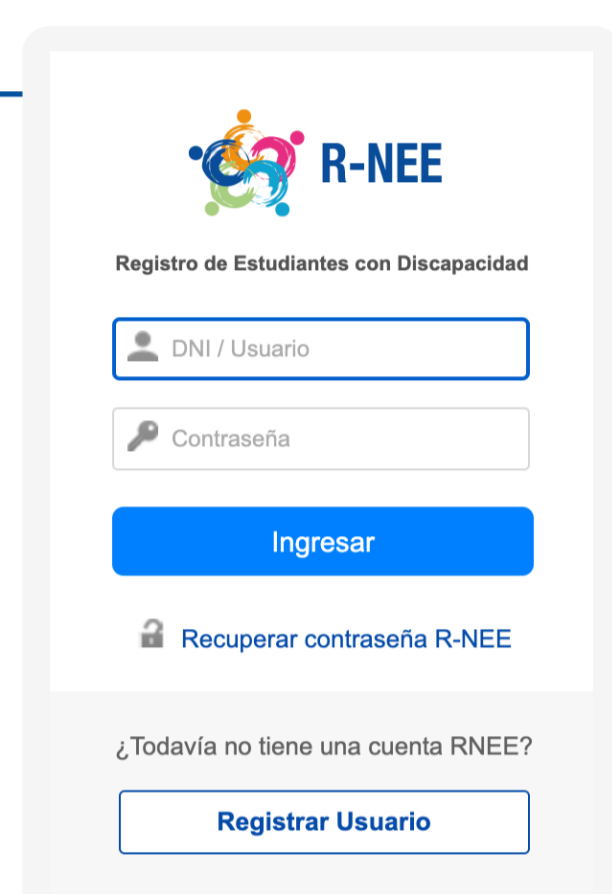 R-NEE
Registro de Estudiantes con Discapacidad
DNI / Usuario
Contraseña
Ingresar
Recuperar contraseña R-NEE
¿Todavía no tiene una cuenta RNEE?
Registrar Usuario